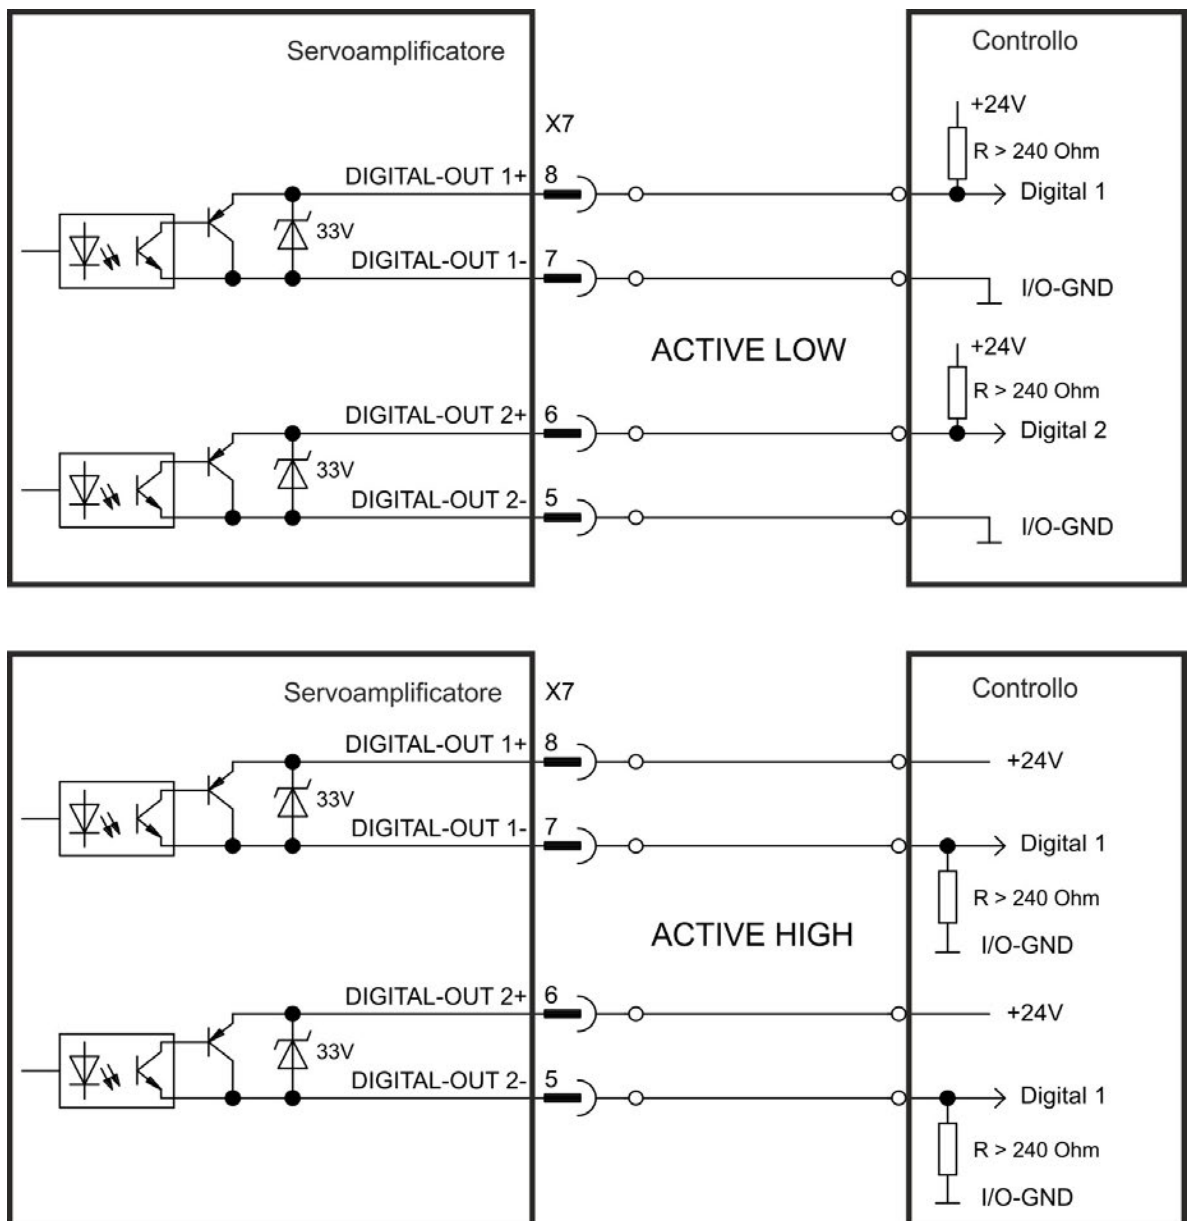 Servoamplificatore
Controllo
+24V
X7
R > 240 Ohm
DIGITAL-OUT 1+
8
Digital 1
33V
DIGITAL-OUT 1-
7
I/O-GND
ACTIVE LOW
+24V
R > 240 Ohm
DIGITAL-OUT 2+
6
Digital 2
33V
DIGITAL-OUT 2-
5
I/O-GND
Servoamplificatore
X7
Controllo
DIGITAL-OUT 1+
8
+24V
33V
DIGITAL-OUT 1-
7
Digital 1
R > 240 Ohm
ACTIVE HIGH
I/O-GND
DIGITAL-OUT 2+
6
+24V
33V
DIGITAL-OUT 2-
5
Digital 1
R > 240 Ohm
I/O-GND